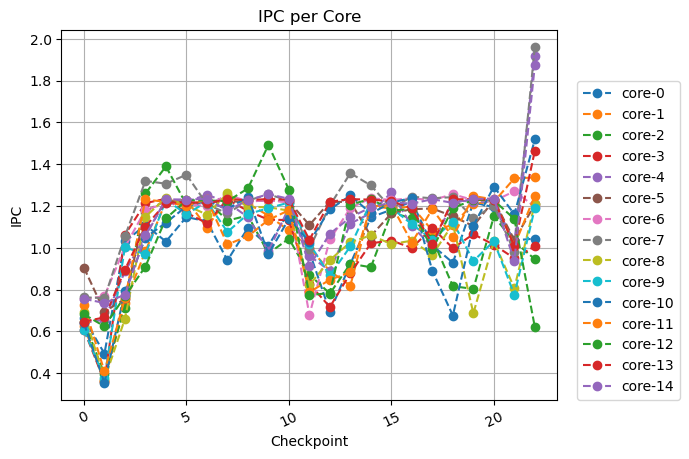 IPC per Core
IPC
2.0
1.8
1.6
1.4
1.2
1.0
0.8
0.6
0.4
0
5
10
15
20
Checkpoint
core-0
core-1
core-2
core-3
core-4
core-5
core-6
core-7
core-8
core-9
core-10
core-11
core-12
core-13
core-14